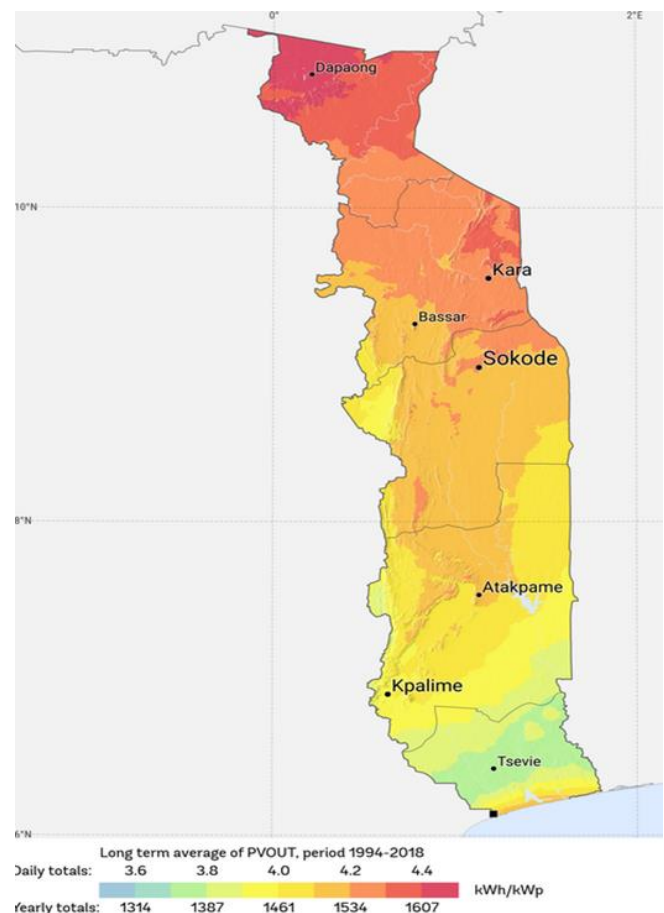 0° 2°E
Dapaong
10°N
Kara
Bassar
Sokode
8°N
Atakpame
Kpalime
Tsevie
6°N
Long term average of PVOUT, period 1994-2018
Daily totals: 3.6 3.8 4.0 4.2 4.4
kWh/kWp
Yearly totals: 1314 1387 1461 1534 1607